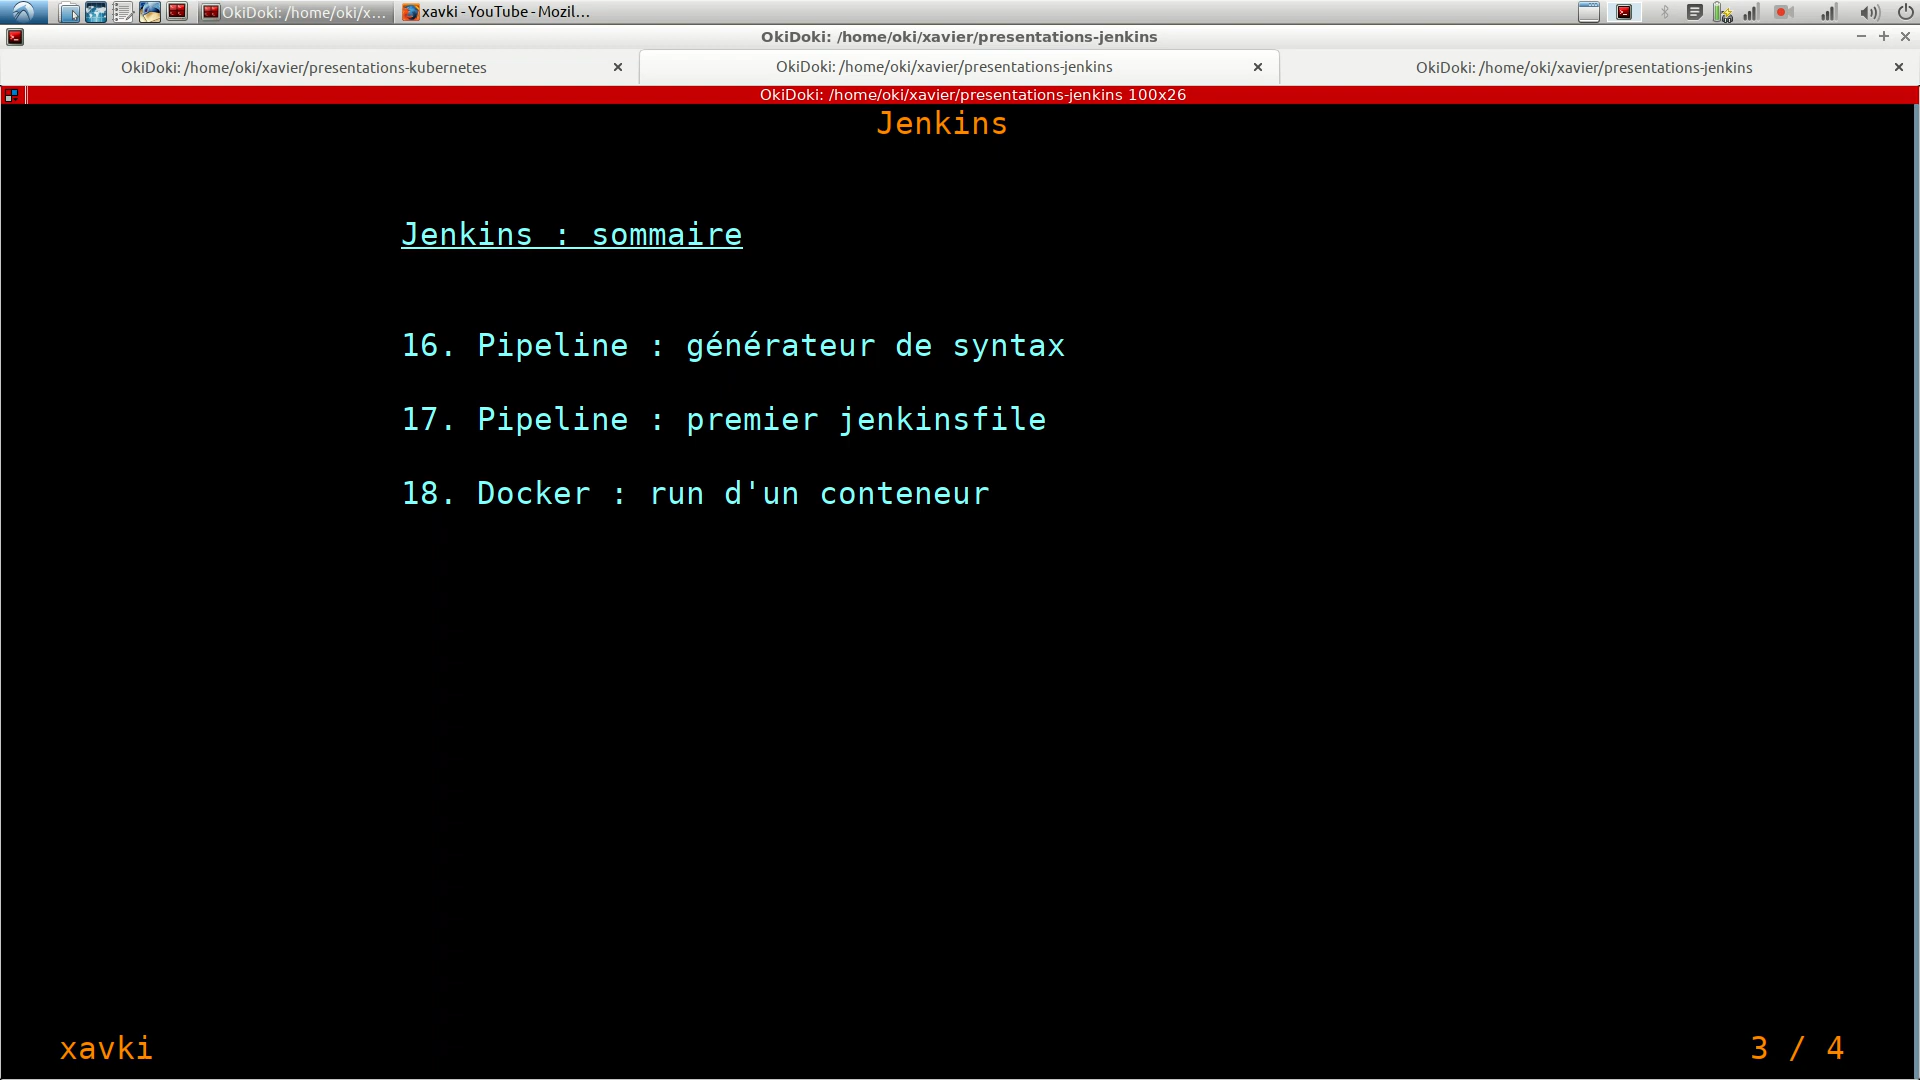 OkiDoki: /home/oki/x...
xavki - YouTube - Mozil...
OkiDoki: /home/oki/xavier/presentations-jenkins
OkiDoki: /home/oki/xavier/presentations-kubernetes
OkiDoki: /home/oki/xavier/presentations-jenkins
OkiDoki: /home/oki/xavier/presentations-jenkins
OkiDoki: /home/oki/xavier/presentations-jenkins 100x26
Jenkins
Jenkins : sommaire
16. Pipeline : générateur de syntax
17. Pipeline : premier jenkinsfile
18. Docker : run d'un conteneur
xavki
3 / 4